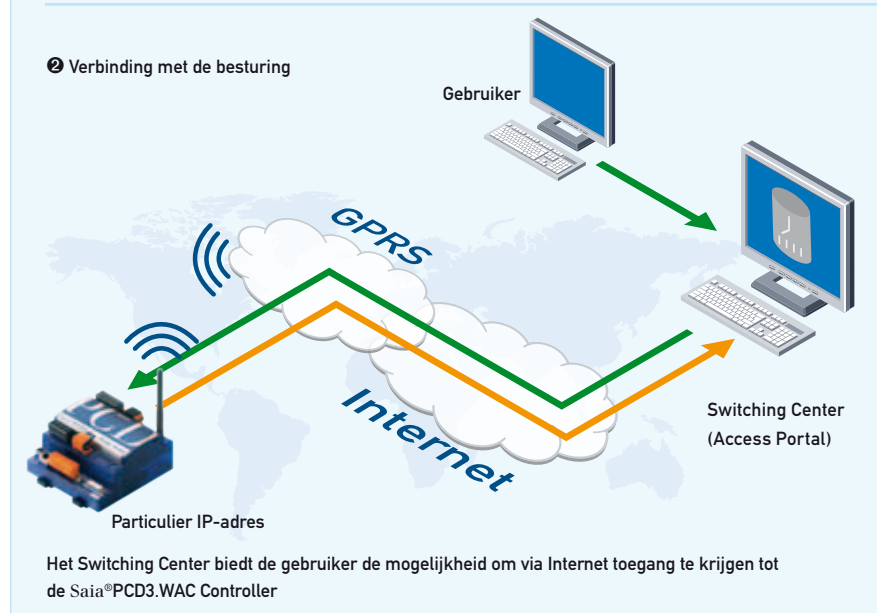 ❷ Verbinding met de besturing
Gebruiker
GPRS
Internet
PCD
Switching Center
(Access Portal)
Particulier IP-adres
Het Switching Center biedt de gebruiker de mogelijkheid om via Internet toegang te krijgen tot
de Saia®PCD3.WAC Controller